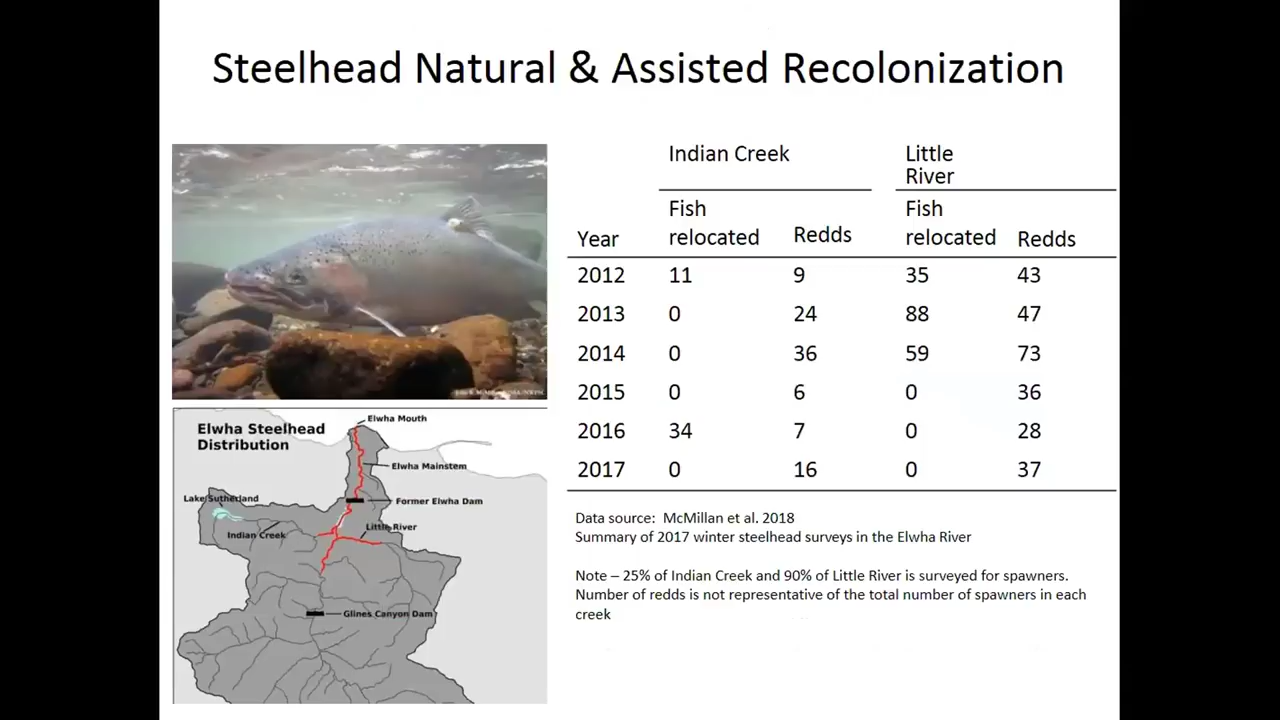 Steelhead Natural & Assisted Recolonization
Elwha Steelhead
Distribution
Elwha Mouth
Elwha Mainstem
Lake Sutherland
Former Elwha Dam
Little River
Indian Creek
Glines Canyon Dam
Indian Creek Little
River
Fish Fish
relocated Redds relocated Redds
Year
2012 11 9 35 43
2013 0 24 88 47
2014 0 36 59 73
2015 0 6 0 36
2016 34 7 0 28
2017 0 16 0 37
Data source: McMillan et al. 2018
Summary of 2017 winter steelhead surveys in the Elwha River
Note – 25% of Indian Creek and 90% of Little River is surveyed for spawners.
Number of redds is not representative of the total number of spawners in each
creek